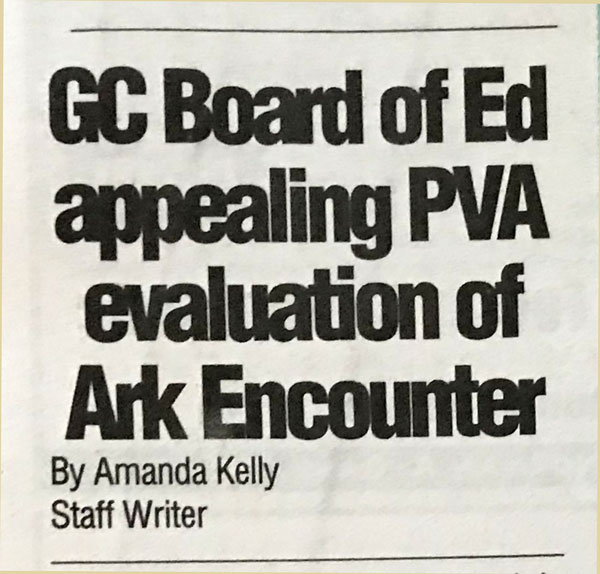 GC Board of Ed
appealing PVA
evaluation of
Ark Encounter
By Amanda Kelly
Staff Writer